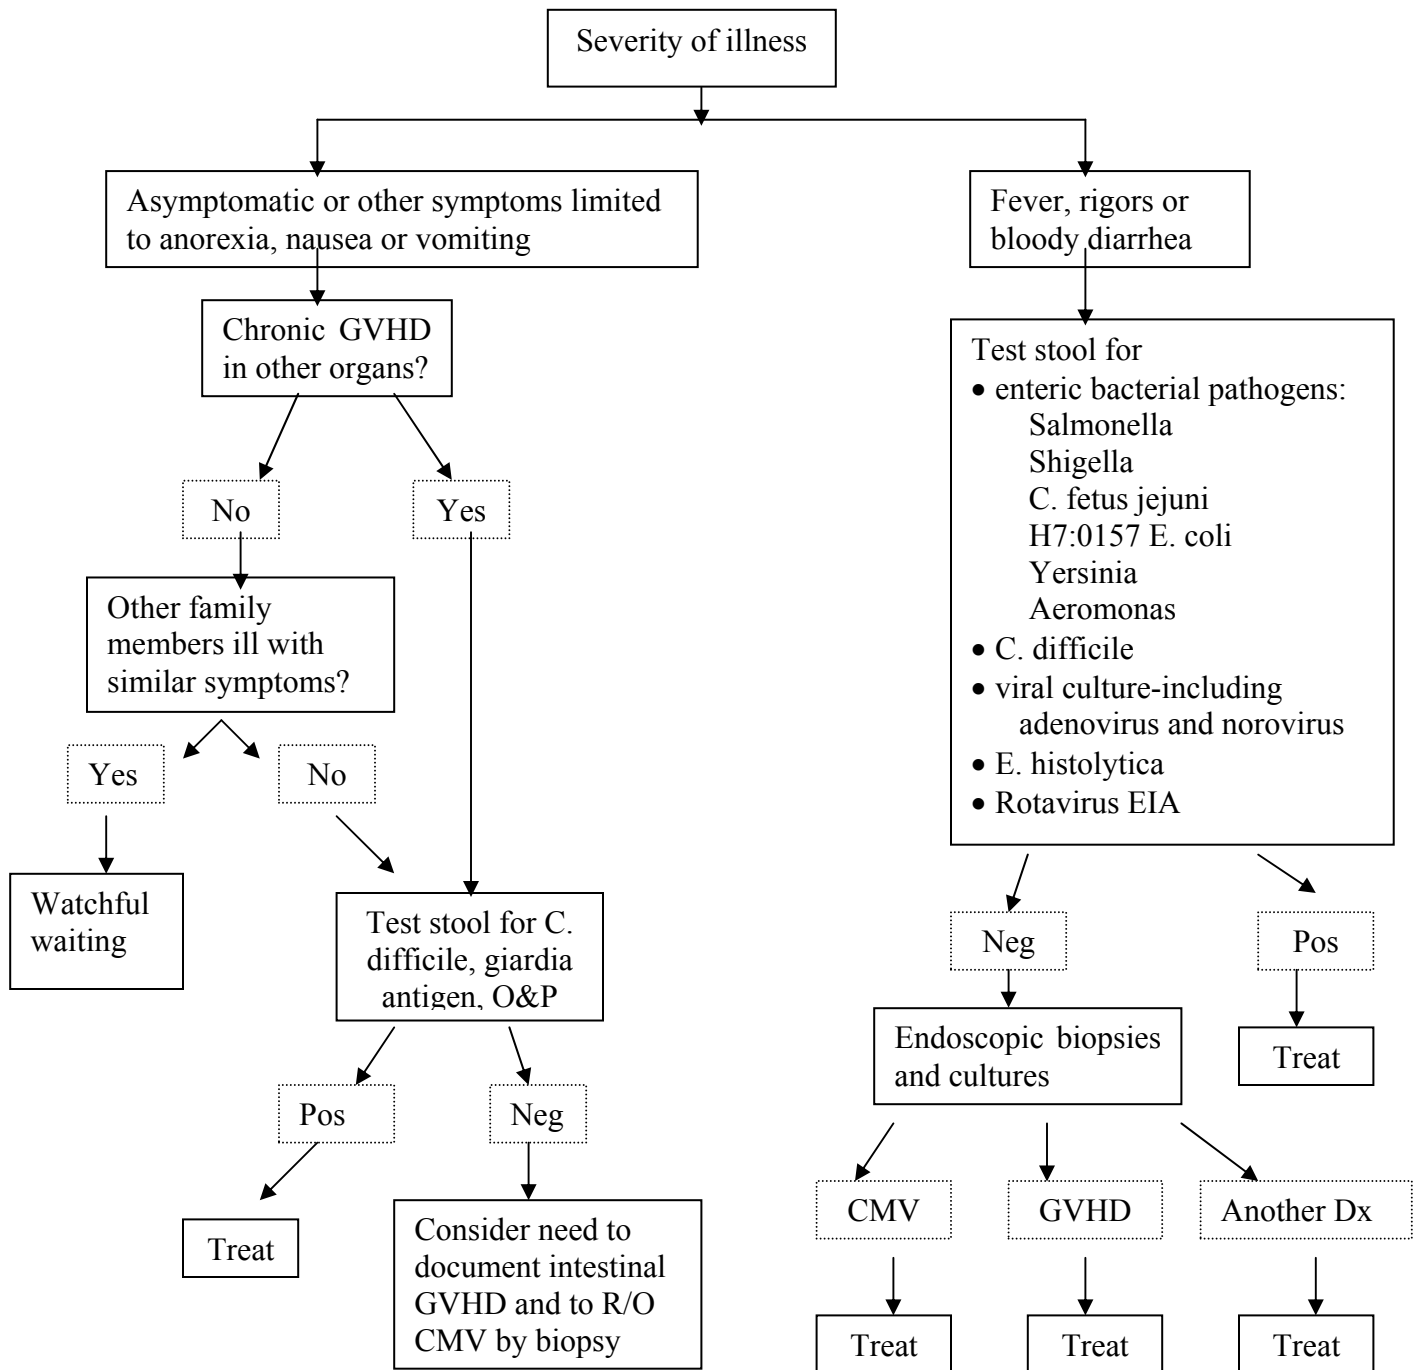 Severity of illness
Asymptomatic or other symptoms limited
to anorexia, nausea or vomiting
Fever, rigors or
bloody diarrhea
Chronic GVHD
in other organs?
No
Yes
Other family
members ill with
similar symptoms?
Yes
No
Watchful
waiting
Test stool for C.
difficile, giardia
antigen, O&P
Pos
Neg
Treat
Consider need to
document intestinal
GVHD and to R/O
CMV by biopsy
Test stool for
• enteric bacterial pathogens:
Salmonella
Shigella
C. fetus jejuni
H7:0157 E. coli
Yersinia
Aeromonas
• C. difficile
• viral culture-including
adenovirus and norovirus
• E. histolytica
• Rotavirus EIA
Neg
Pos
Endoscopic biopsies
and cultures
Treat
CMV
GVHD
Another Dx
Treat
Treat
Treat